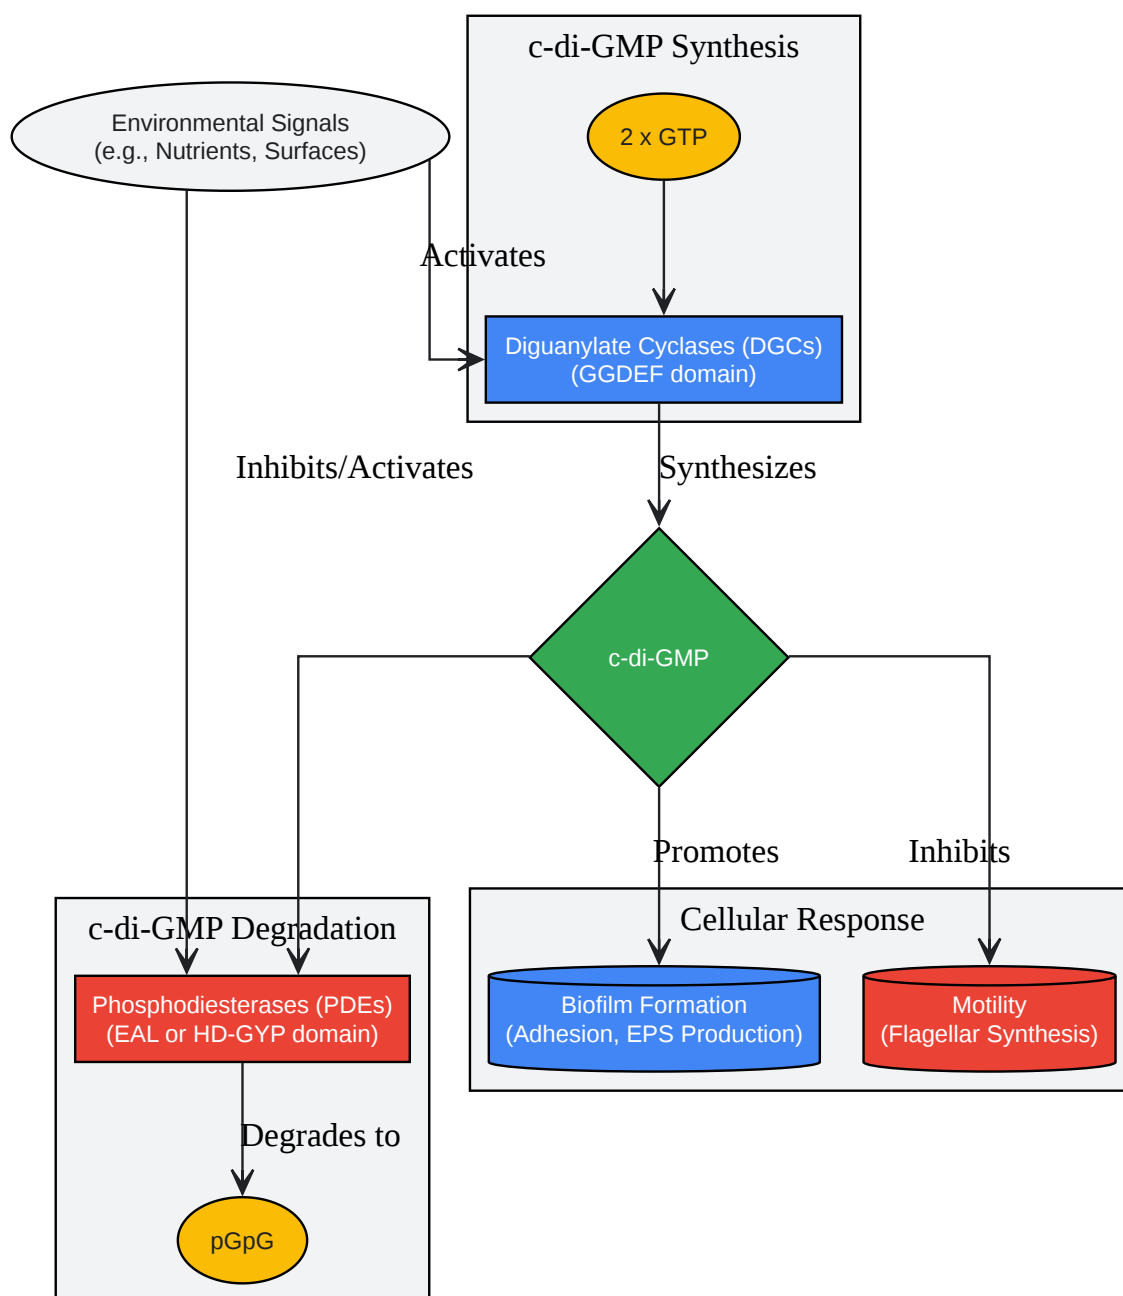 c-di-GMP Synthesis
Environmental Signals
(e.g., Nutrients, Surfaces)
2 x GTP
Activates
Diguanylate Cyclases (DGCs)
(GGDEF domain)
Inhibits/Activates
Synthesizes
c-di-GMP
Promotes
Inhibits
c-di-GMP Degradation
Cellular Response
Phosphodiesterases (PDEs)
(EAL or HD-GYP domain)
Biofilm Formation
(Adhesion, EPS Production)
Motility
(Flagellar Synthesis)
Degrades to
pGpG